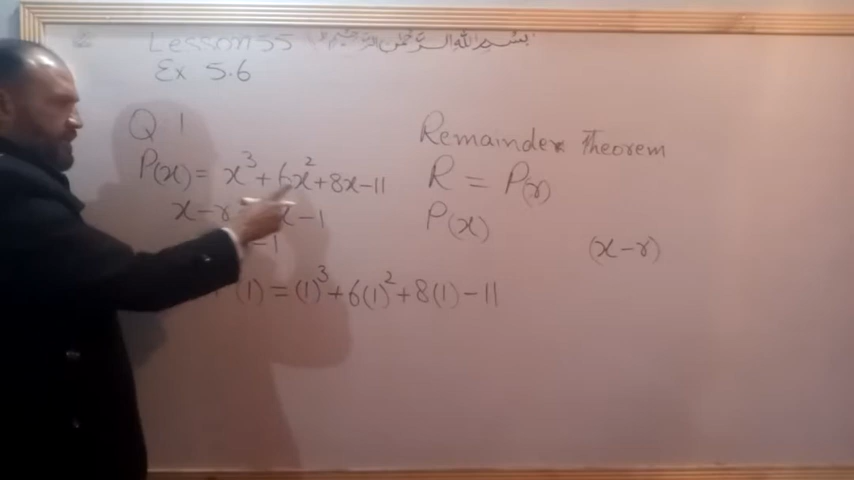 Lesson 55 بسم الله الرحمن الرحيم
Ex 5.6
Q 1
P(x) = x³ + 6x² + 8x - 11
x - r = x - 1
- 1
(1) = (1)³ + 6(1)² + 8(1) - 11
Remainder Theorem
R = P(r)
P(x)
(x - r)